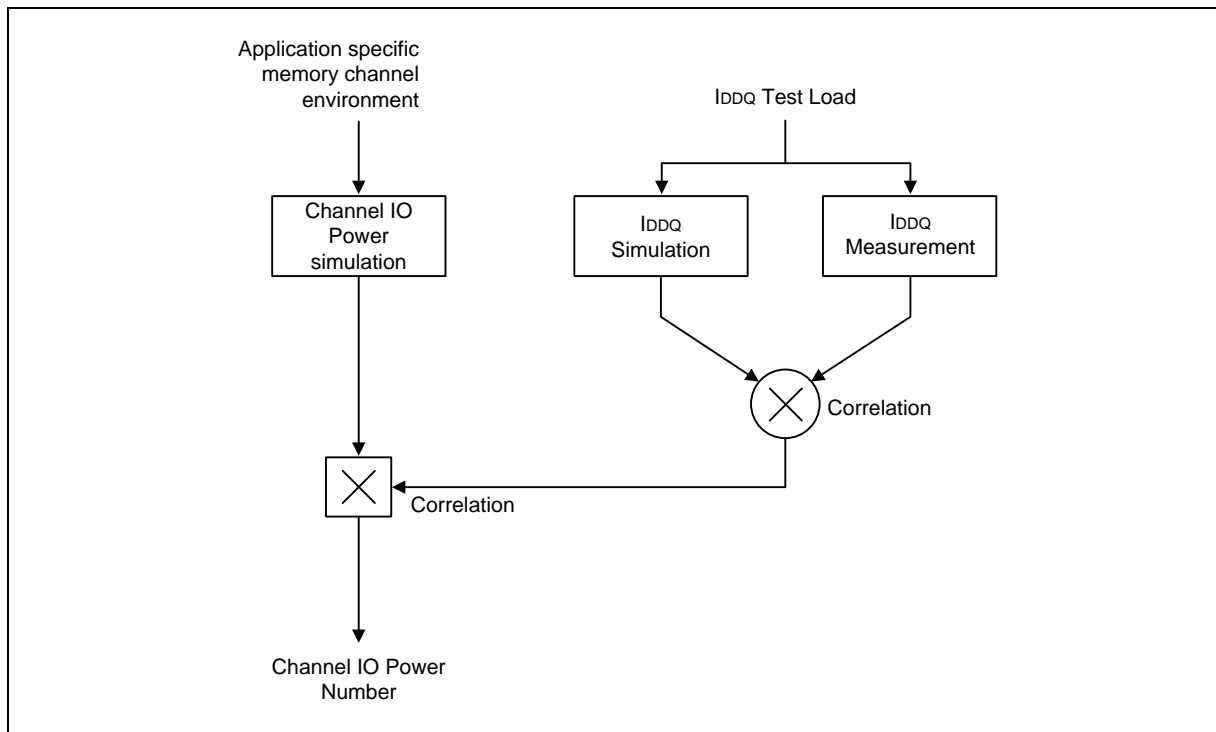 Application specific
memory channel
environment
IDDQ Test Load
Channel IO
Power
simulation
IDDQ
Simulation
IDDQ
Measurement
Correlation
Correlation
Channel IO Power
Number